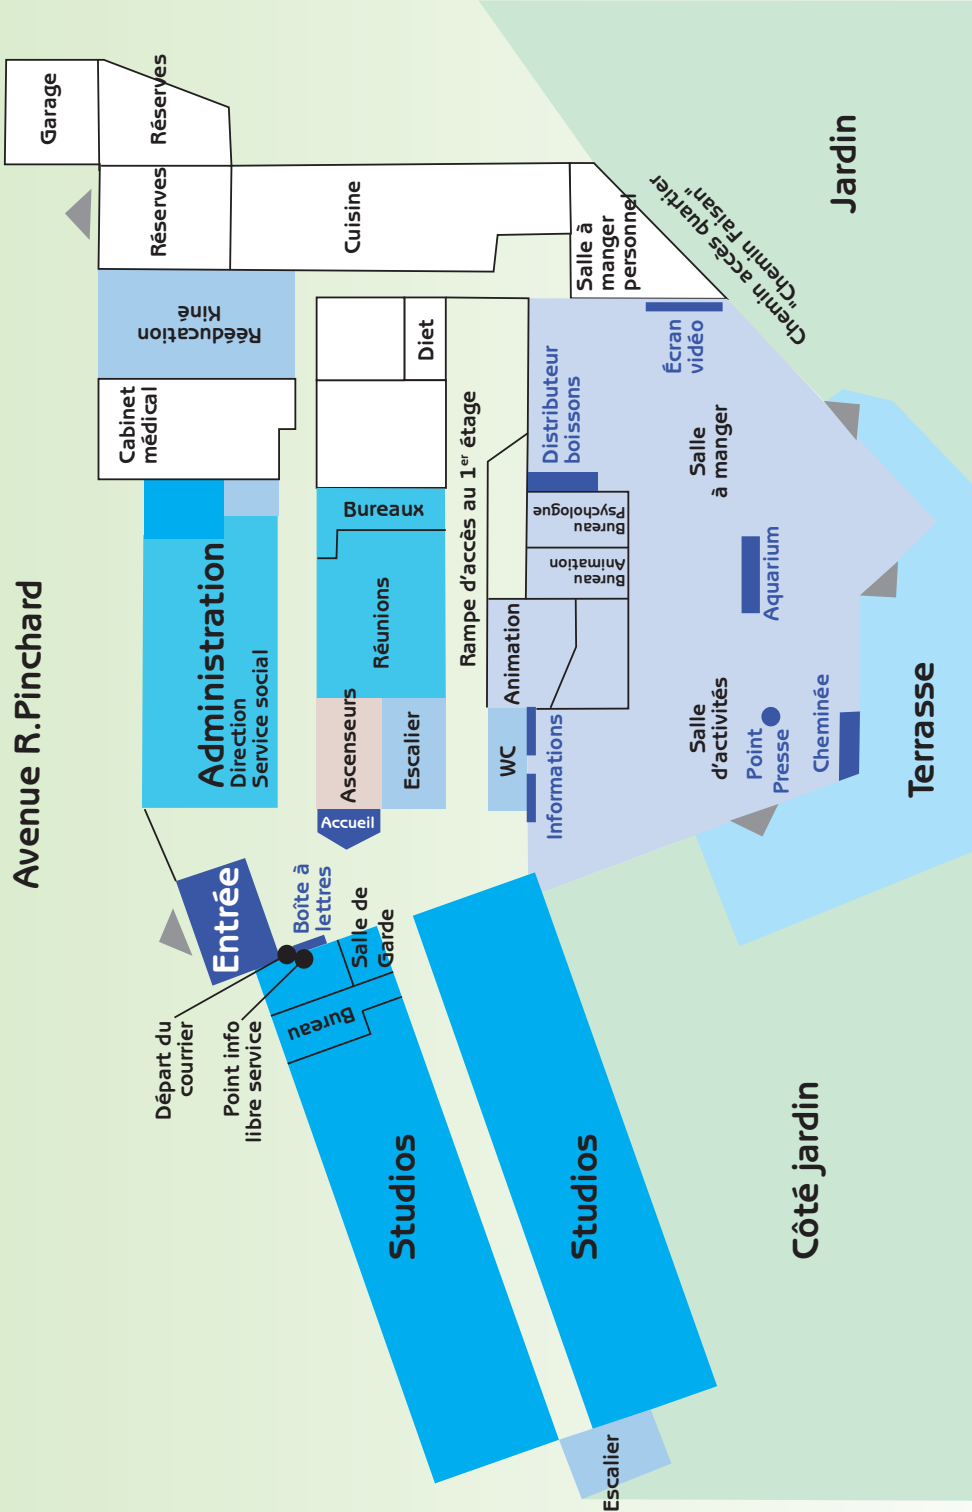 Avenue R.Pinchard
Garage
Réserves
Réserves
Cuisine
Salle à
manger
personnel
Chemin accès quartier
"Chemin Faisan"
Jardin
Rééducation
Kiné
Cabinet
médical
Diet
Bureaux
Réunions
Administration
Direction
Service social
Ascenseurs
Escalier
Accueil
Rampe d'accès au 1er étage
Distributeur
boissons
Écran
vidéo
Salle
à manger
Bureau
Psychologue
Bureau
Animation
Animation
WC
Informations
Aquarium
Salle
d'activités
Point
Presse
Cheminée
Terrasse
Entrée
Boîte à
lettres
Salle de
Garde
Bureau
Départ du
courrier
Point info
libre service
Studios
Studios
Côté jardin
Escalier